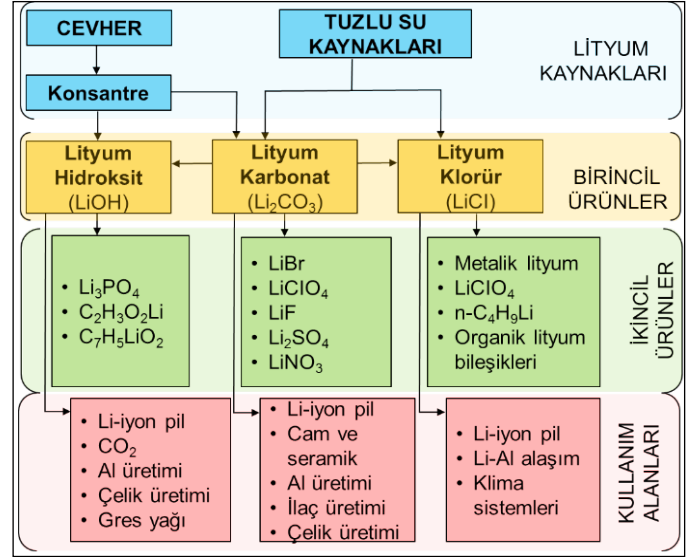 CEVHER
TUZLU SU
KAYNAKLARI
LİTYUM
KAYNAKLARI
Konsantre
Lityum
Hidroksit
(LiOH)
Lityum
Karbonat
(Li₂CO₃)
Lityum
Klorür
(LiCl)
BİRİNCİL
ÜRÜNLER
• Li₃PO₄
• C₂H₃O₂Li
• C₇H₅LiO₂
• LiBr
• LiClO₄
• LiF
• Li₂SO₄
• LiNO₃
• Metalik lityum
• LiClO₄
• n-C₄H₉Li
• Organik lityum
bileşikleri
İKİNCİL
ÜRÜNLER
• Li-iyon pil
• CO₂
• Al üretimi
• Çelik üretimi
• Gres yağı
• Li-iyon pil
• Cam ve
seramik
• Al üretimi
• İlaç üretimi
• Çelik üretimi
• Li-iyon pil
• Li-Al alaşım
• Klima
sistemleri
KULLANIM
ALANLARI